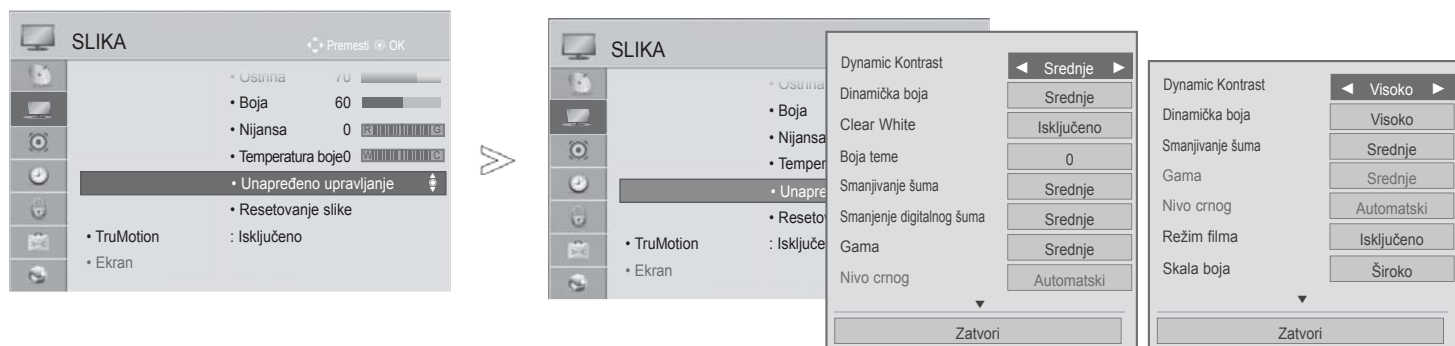 SLIKA
Premesti OK
• Oštrina 70
• Boja 60
• Nijansa 0 R G
• Temperatura boje0 W C
• Unapređeno upravljanje
• Resetovanje slike
• TruMotion : Isključeno
• Ekran
SLIKA
• Oštrina
• Boja
• Nijansa
• Temper
• Unapre
• Resetov
• TruMotion : Isključe
• Ekran
Dynamic Kontrast ◄ Srednje ►
Dinamička boja Srednje
Clear White Isključeno
Boja teme 0
Smanjivanje šuma Srednje
Smanjenje digitalnog šuma Srednje
Gama Srednje
Nivo crnog Automatski
▼
Zatvori
Dynamic Kontrast ◄ Visoko ►
Dinamička boja Visoko
Smanjivanje šuma Srednje
Gama Srednje
Nivo crnog Automatski
Režim filma Isključeno
Skala boja Široko
▼
Zatvori